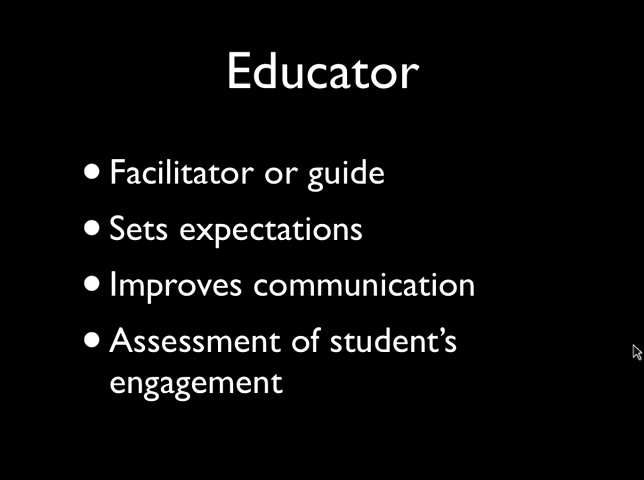 Educator
• Facilitator or guide
• Sets expectations
• Improves communication
• Assessment of student’s
engagement